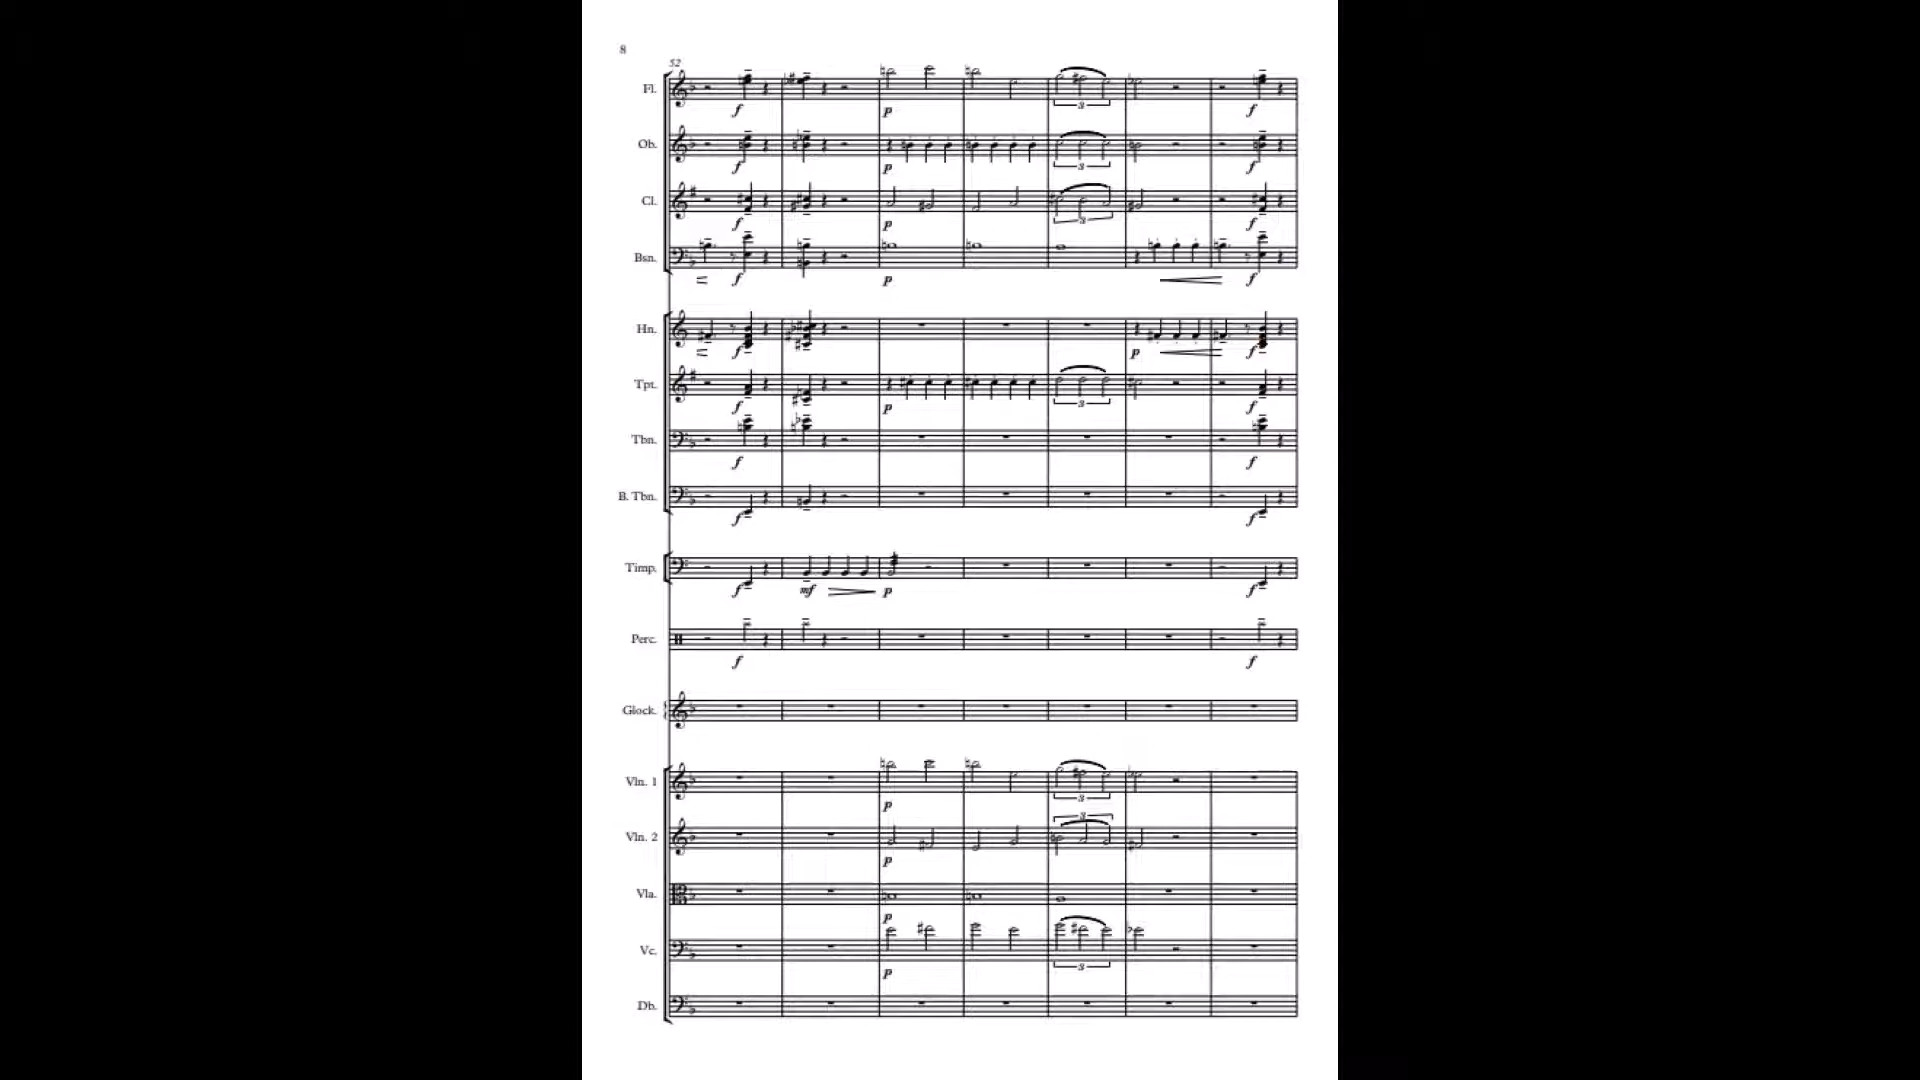 8
52
Fl.
f p 3 f
Ob.
f p 3 f
Cl.
f p 3 f
Bsn.
f p f
Hn.
f p f
Tpt.
f p 3 f
Tbn.
f f
B. Tbn.
f f
Timp.
f mf p f
Perc.
f f
Glock.
Vln. 1
p 3
3
Vln. 2
p
Vla.
p
Vc.
p 3
Db.